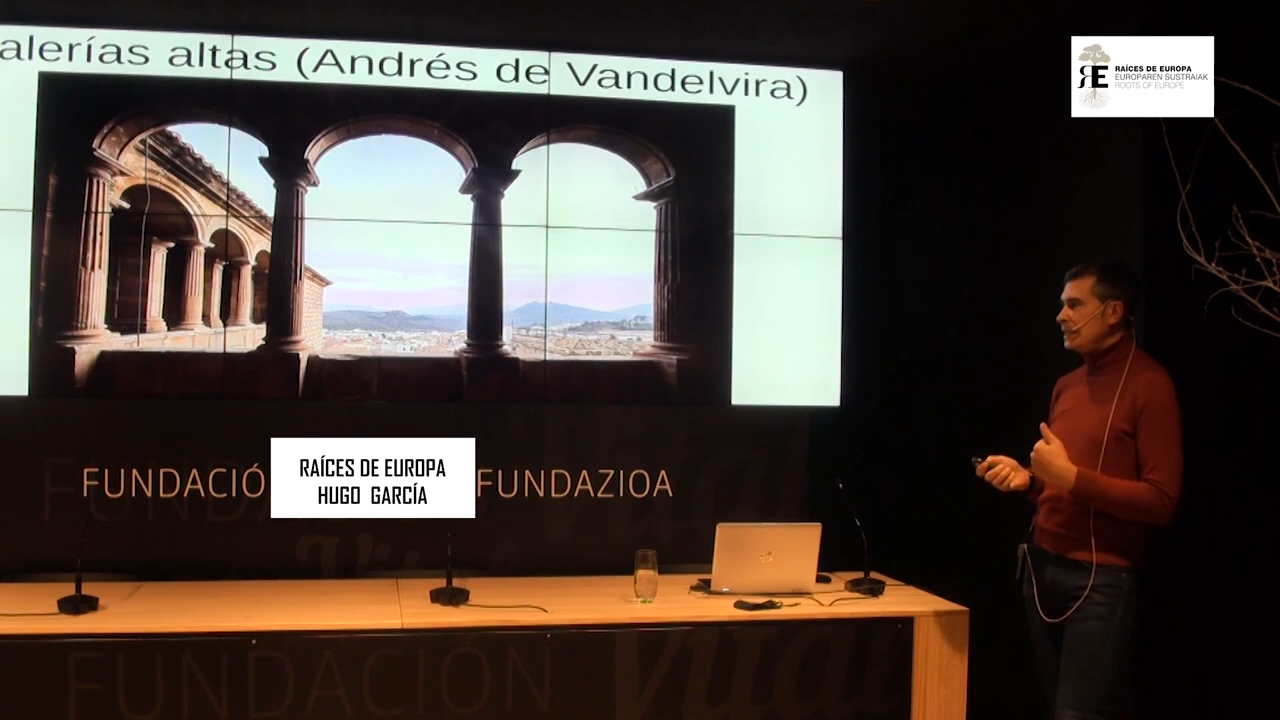 alerías altas (Andrés de Vandelvira)
RAÍCES DE EUROPA
EUROPAREN SUSTRAIAK
ROOTS OF EUROPE
FUNDACIÓ
FUNDAZIOA
RAÍCES DE EUROPA
HUGO GARCÍA
FUNDACIÓN Vital